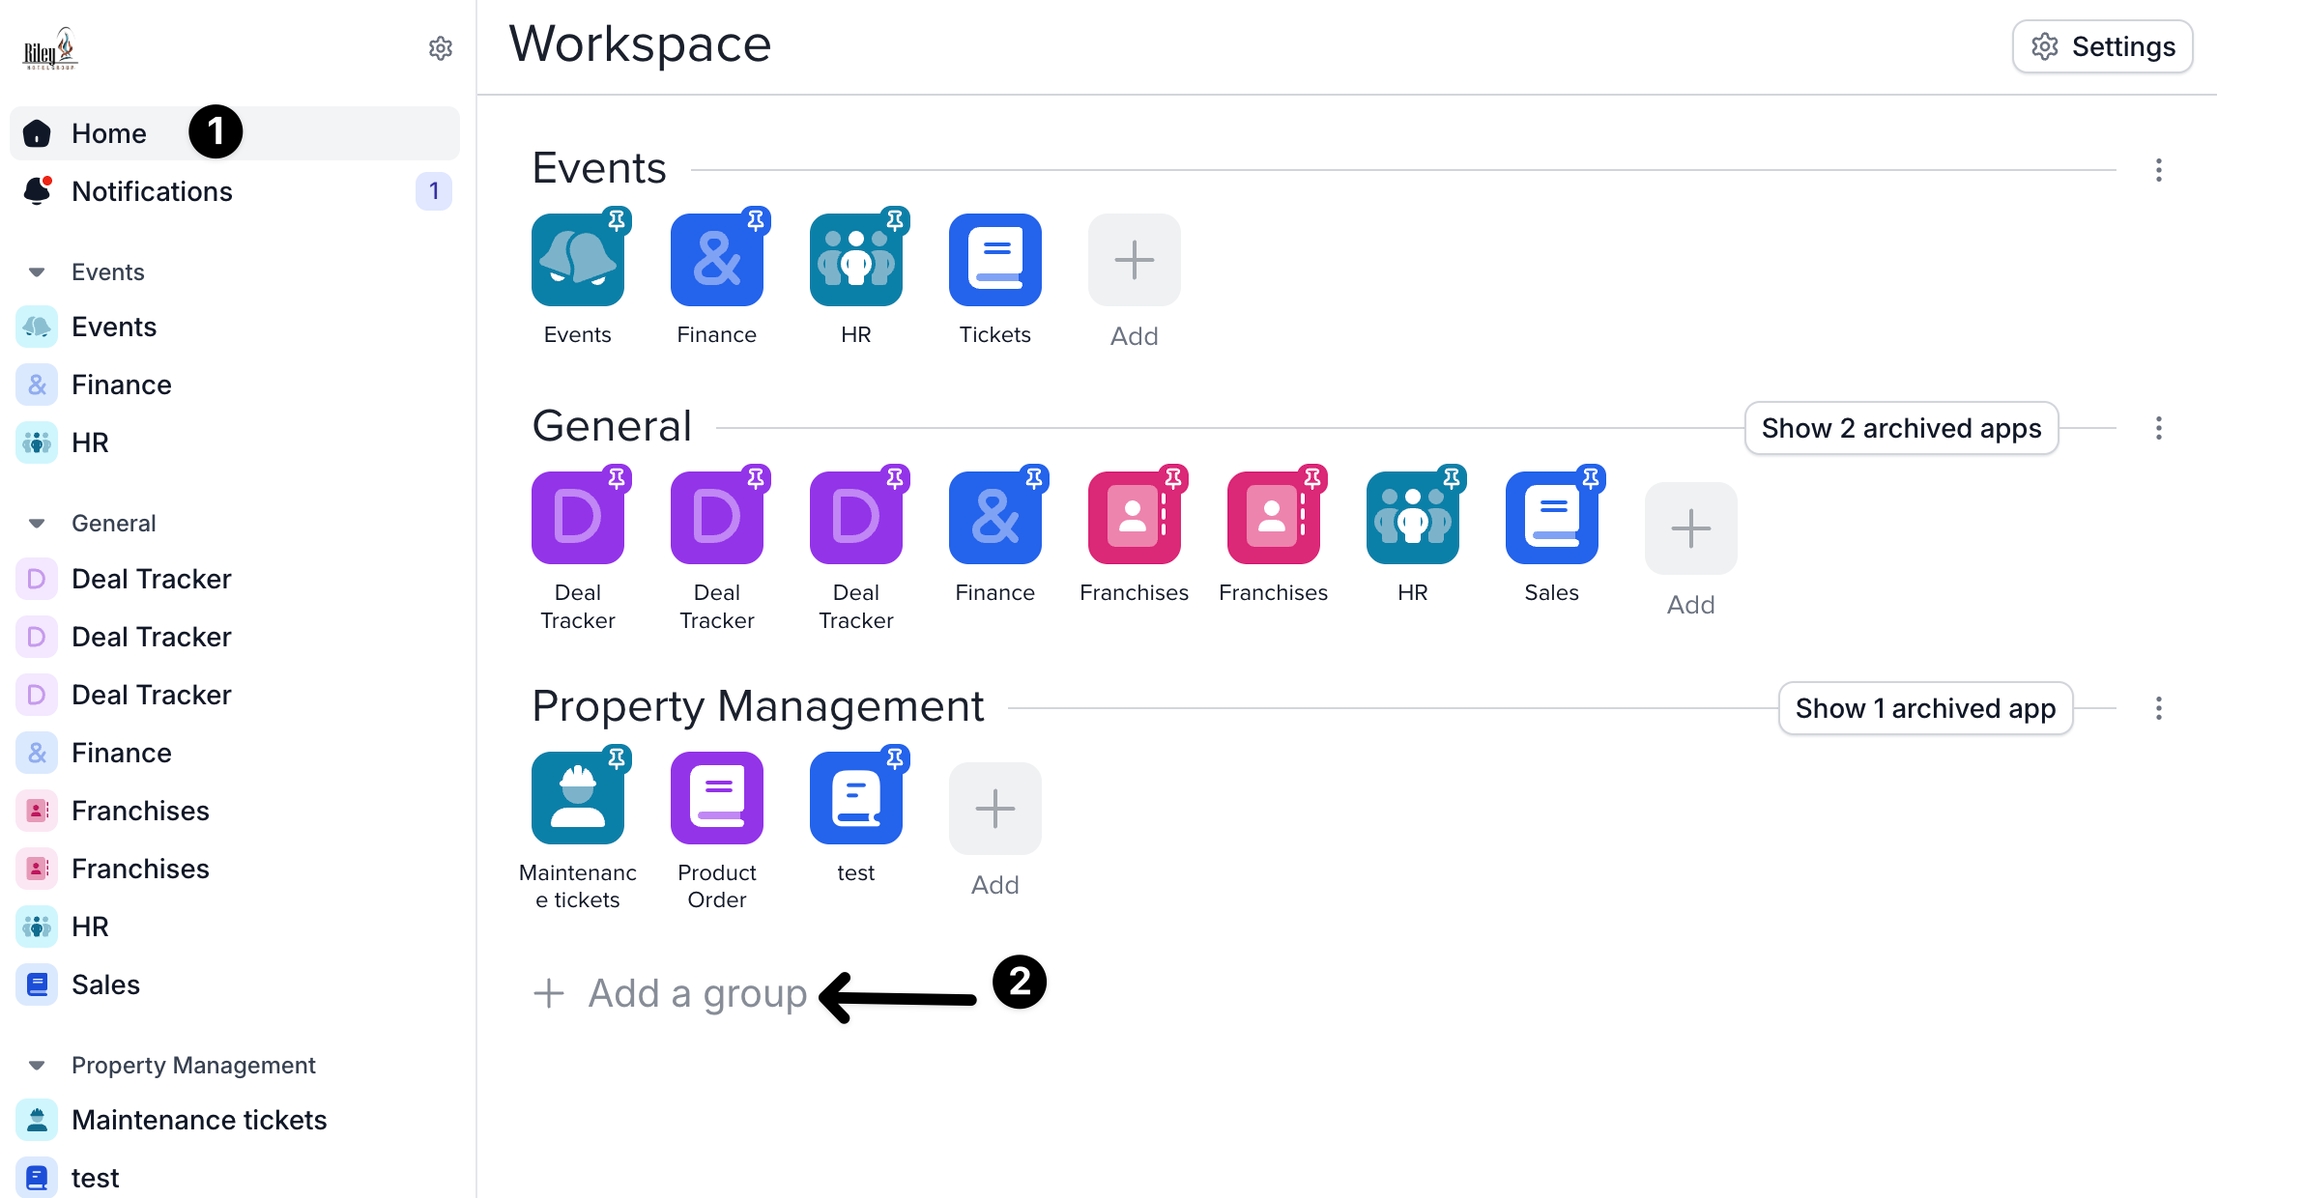 Riley
HOTELGROUP
Home
1
Notifications
1
Events
Events
Finance
HR
General
Deal Tracker
Deal Tracker
Deal Tracker
Finance
Franchises
Franchises
HR
Sales
Property Management
Maintenance tickets
test
Workspace
Settings
Events
&
Events
Finance
HR
Tickets
Add
General
Show 2 archived apps
D
D
D
&
Deal
Tracker
Deal
Tracker
Deal
Tracker
Finance
Franchises
Franchises
HR
Sales
Add
Property Management
Show 1 archived app
Maintenanc
e tickets
Product
Order
test
Add
+ Add a group
2